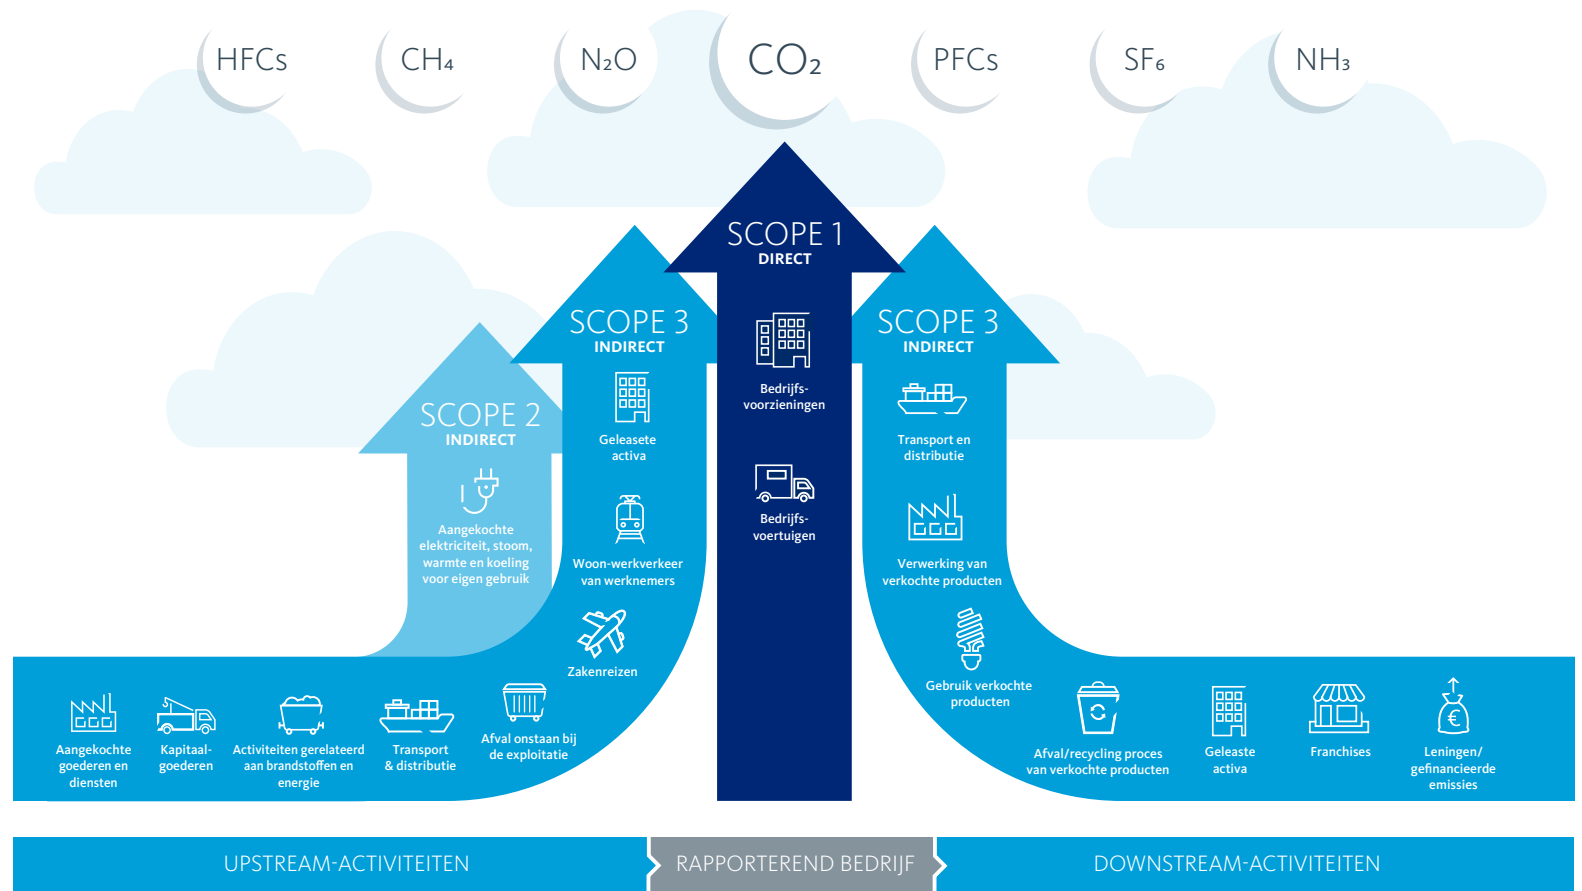 HFCs
CH₄
N₂O
CO₂
PFCs
SF₆
NH₃
SCOPE 1
DIRECT
Bedrijfs-
voorzieningen
Bedrijfs-
voertuigen
SCOPE 2
INDIRECT
Aangekochte
elektriciteit, stoom,
warmte en koeling
voor eigen gebruik
SCOPE 3
INDIRECT
Geleasete
activa
Woon-werkverkeer
van werknemers
Zakenreizen
Afval onstaan bij
de exploitatie
Transport
& distributie
Activiteiten gerelateerd
aan brandstoffen en
energie
Kapitaal-
goederen
Aangekochte
goederen en
diensten
SCOPE 3
INDIRECT
Transport en
distributie
Verwerking van
verkochte producten
Gebruik verkochte
producten
Afval/recycling proces
van verkochte producten
Geleaste
activa
Franchises
€
Leningen/
gefinancieerde
emissies
UPSTREAM-ACTIVITEITEN
RAPPORTEREND BEDRIJF
DOWNSTREAM-ACTIVITEITEN